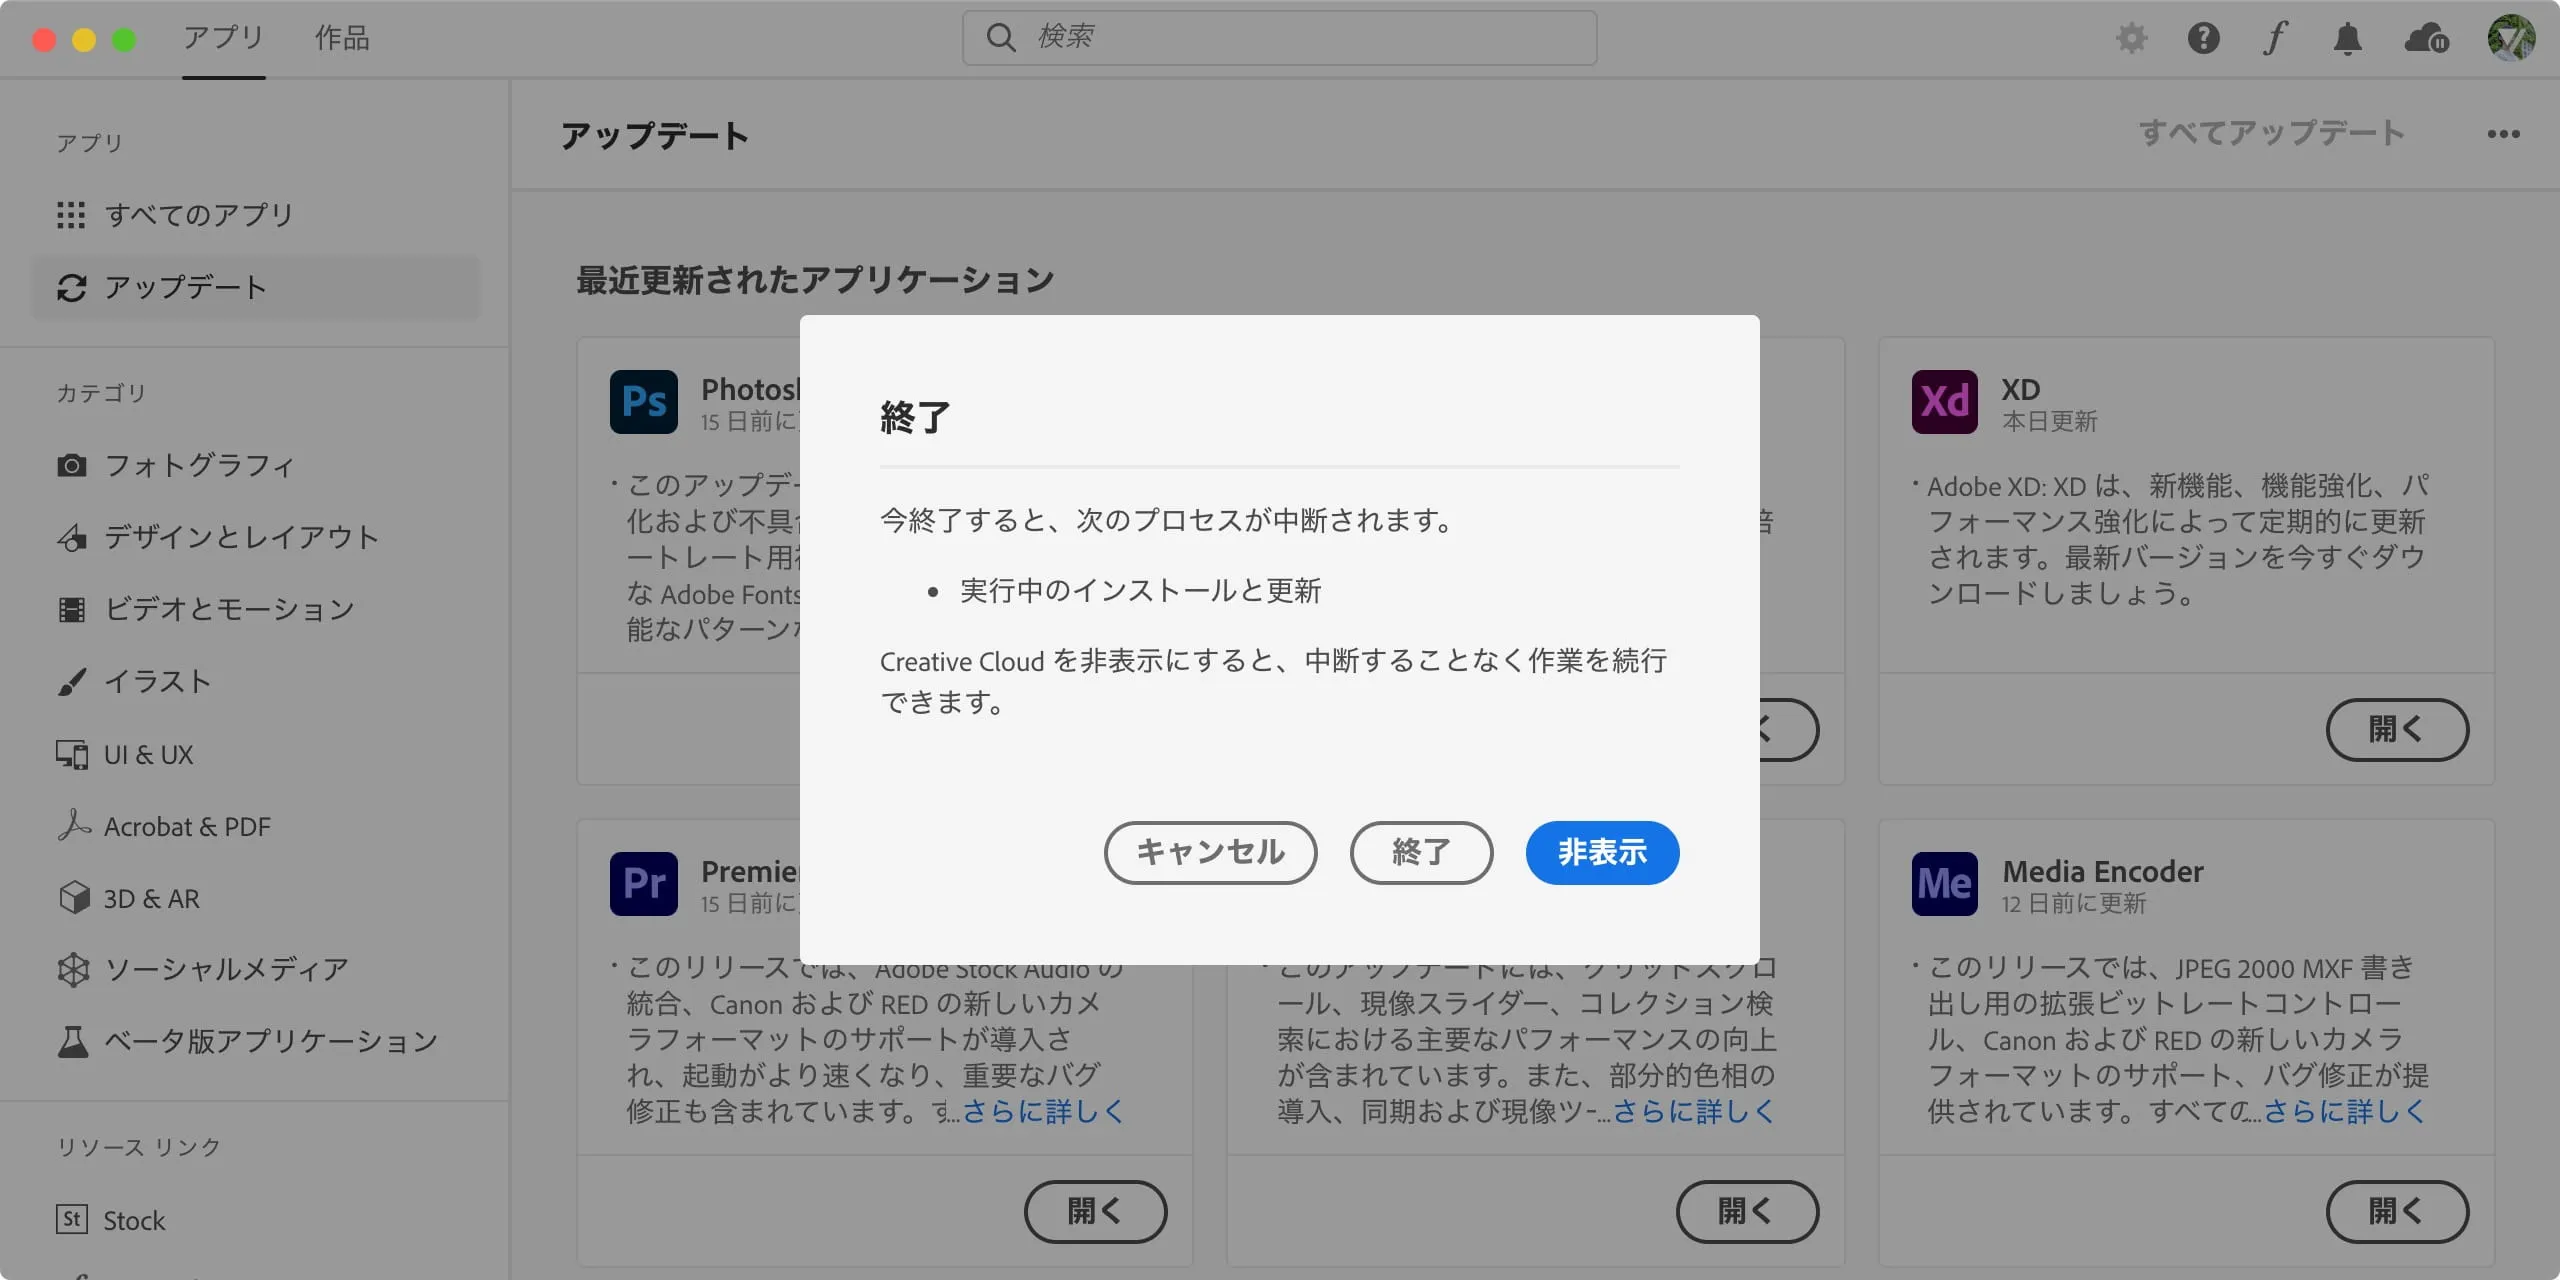 アプリ
作品
検索
アプリ
すべてのアプリ
アップデート
カテゴリ
フォトグラフィ
デザインとレイアウト
ビデオとモーション
イラスト
UI & UX
Acrobat & PDF
3D & AR
ソーシャルメディア
ベータ版アプリケーション
リソース リンク
St Stock
アップデート
すべてアップデート
最近更新されたアプリケーション
Ps
15 日前に
・このアップデー
化および不具
ートレート用
な Adobe Fonts
能なパターン
Xd XD
本日更新
・Adobe XD: XD は、新機能、機能強化、パ
フォーマンス強化によって定期的に更新
されます。最新バージョンを今すぐダウ
ンロードしましょう。
く
開く
終了
今終了すると、次のプロセスが中断されます。
• 実行中のインストールと更新
Creative Cloud を非表示にすると、中断することなく作業を続行
できます。
キャンセル
終了
非表示
Pr
15 日前に
・このリリースでは、Adobe Stock Audio の
統合、Canon および RED の新しいカメ
ラフォーマットのサポートが導入さ
れ、起動がより速くなり、重要なバグ
修正も含まれています。す...さらに詳しく
開く
・このアップデートには、グリッドスクロ
ール、現像スライダー、コレクション検
索における主要なパフォーマンスの向上
が含まれています。また、部分的色相の
導入、同期および現像ツー...さらに詳しく
開く
Me Media Encoder
12 日前に更新
・このリリースでは、JPEG 2000 MXF 書き
出し用の拡張ビットレートコントロー
ル、Canon および RED の新しいカメラ
フォーマットのサポート、バグ修正が提
供されています。すべての...さらに詳しく
開く